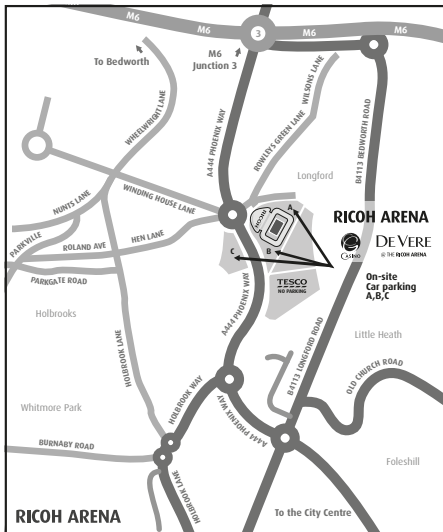 M6
M6
3
M6
M6
Junction 3
To Bedworth
WHEELWRIGHT LANE
A444 PHOENIX WAY
ROWLEYS GREEN LANE
WILSONS LANE
B4113 BEDWORTH ROAD
Longford
NUNTS LANE
WINDING HOUSE LANE
PARKVILLE
ROLAND AVE
HEN LANE
PARKGATE ROAD
RICOH
A
B
C
RICOH ARENA
CASINO
DE VERE
@ THE RICOH ARENA
On-site
Car parking
A,B,C
TESCO
NO PARKING
A444 PHOENIX WAY
Holbrooks
HOLBROOK LANE
B4113 LONGFORD ROAD
Little Heath
OLD CHURCH ROAD
Whitmore Park
HOLBROOK WAY
A444 PHOENIX WAY
BURNABY ROAD
Foleshill
HOLBROOK LANE
RICOH ARENA
To the City Centre